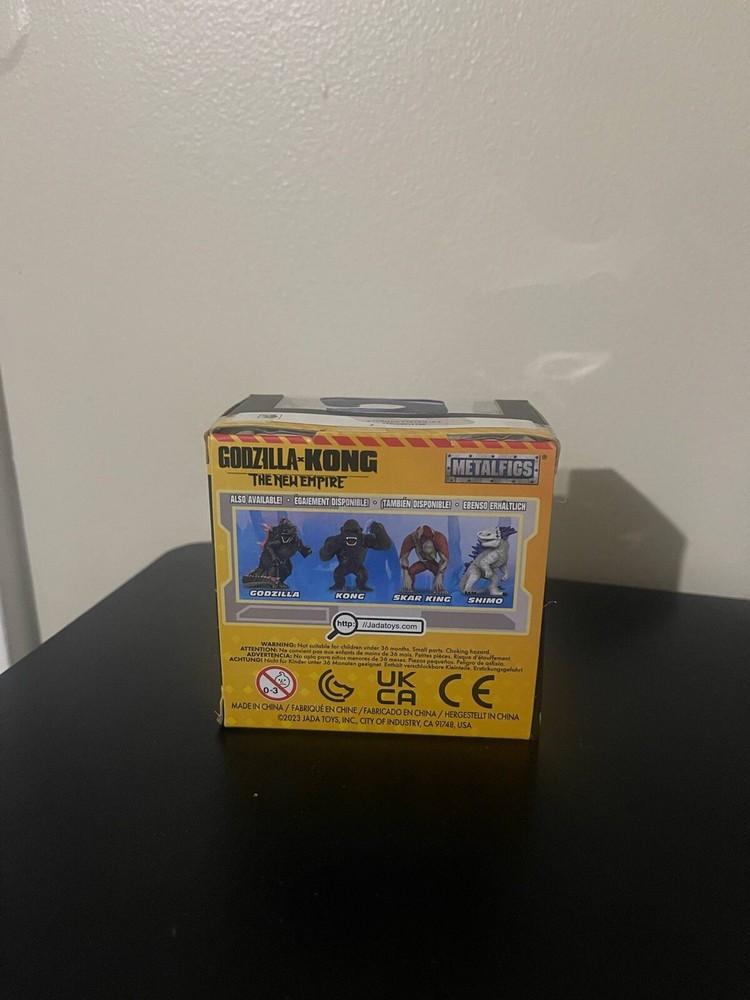 GODZILLA x KONG
THE NEW EMPIRE
METALFIGS®
ALSO AVAILABLE! • ÉGALEMENT DISPONIBLE! • ¡TAMBIÉN DISPONIBLE! • EBENSO ERHÄLTLICH
GODZILLA KONG SKAR KING SHIMO
http: //Jadatoys.com
WARNING: Not suitable for children under 36 months. Small parts. Choking hazard.
ATTENTION: Ne convient pas aux enfants de moins de 36 mois. Petites pièces. Risque d'étouffement.
ADVERTENCIA: No apta para niños menores de 36 meses. Piezas pequeñas. Peligro de asfixia.
ACHTUNG! Nicht für Kinder unter 36 Monaten geeignet. Enthält verschluckbare Kleinteile. Erstickungsgefahr!
0-3
UK
CA
CE
MADE IN CHINA / FABRIQUÉ EN CHINE / FABRICADO EN CHINA / HERGESTELLT IN CHINA
©2023 JADA TOYS, INC., CITY OF INDUSTRY, CA 91748, USA